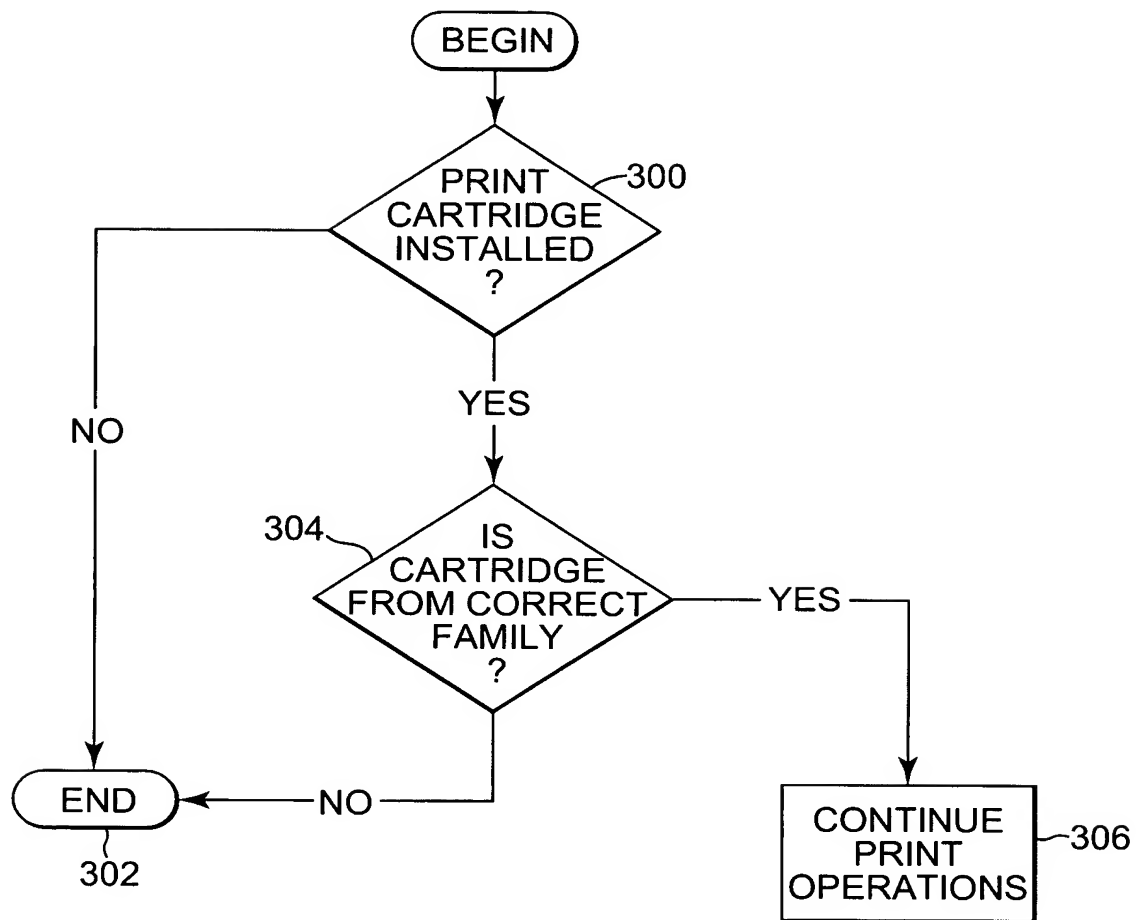 BEGIN
PRINT
CARTRIDGE
INSTALLED
?
300
NO
YES
304
IS
CARTRIDGE
FROM CORRECT
FAMILY
?
YES
END
NO
302
CONTINUE
PRINT
OPERATIONS
306